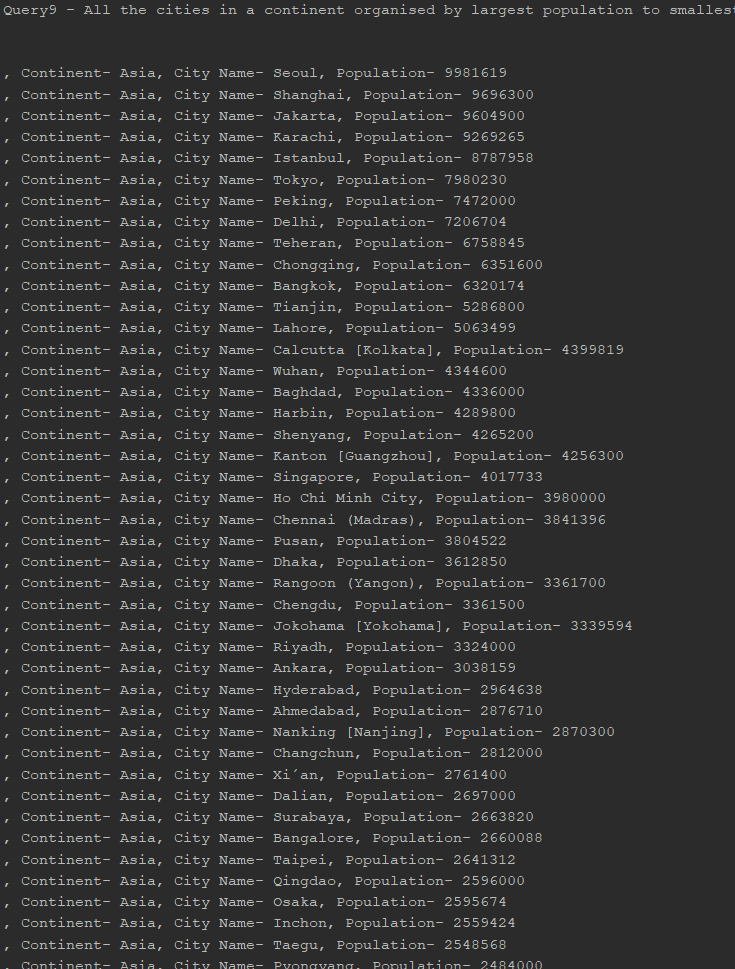 Query9 - All the cities in a continent organised by largest population to smallest
, Continent- Asia, City Name- Seoul, Population- 9981619
, Continent- Asia, City Name- Shanghai, Population- 9696300
, Continent- Asia, City Name- Jakarta, Population- 9604900
, Continent- Asia, City Name- Karachi, Population- 9269265
, Continent- Asia, City Name- Istanbul, Population- 8787958
, Continent- Asia, City Name- Tokyo, Population- 7980230
, Continent- Asia, City Name- Peking, Population- 7472000
, Continent- Asia, City Name- Delhi, Population- 7206704
, Continent- Asia, City Name- Teheran, Population- 6758845
, Continent- Asia, City Name- Chongqing, Population- 6351600
, Continent- Asia, City Name- Bangkok, Population- 6320174
, Continent- Asia, City Name- Tianjin, Population- 5286800
, Continent- Asia, City Name- Lahore, Population- 5063499
, Continent- Asia, City Name- Calcutta [Kolkata], Population- 4399819
, Continent- Asia, City Name- Wuhan, Population- 4344600
, Continent- Asia, City Name- Baghdad, Population- 4336000
, Continent- Asia, City Name- Harbin, Population- 4289800
, Continent- Asia, City Name- Shenyang, Population- 4265200
, Continent- Asia, City Name- Kanton [Guangzhou], Population- 4256300
, Continent- Asia, City Name- Singapore, Population- 4017733
, Continent- Asia, City Name- Ho Chi Minh City, Population- 3980000
, Continent- Asia, City Name- Chennai (Madras), Population- 3841396
, Continent- Asia, City Name- Pusan, Population- 3804522
, Continent- Asia, City Name- Dhaka, Population- 3612850
, Continent- Asia, City Name- Rangoon (Yangon), Population- 3361700
, Continent- Asia, City Name- Chengdu, Population- 3361500
, Continent- Asia, City Name- Jokohama [Yokohama], Population- 3339594
, Continent- Asia, City Name- Riyadh, Population- 3324000
, Continent- Asia, City Name- Ankara, Population- 3038159
, Continent- Asia, City Name- Hyderabad, Population- 2964638
, Continent- Asia, City Name- Ahmedabad, Population- 2876710
, Continent- Asia, City Name- Nanking [Nanjing], Population- 2870300
, Continent- Asia, City Name- Changchun, Population- 2812000
, Continent- Asia, City Name- Xi´an, Population- 2761400
, Continent- Asia, City Name- Dalian, Population- 2697000
, Continent- Asia, City Name- Surabaya, Population- 2663820
, Continent- Asia, City Name- Bangalore, Population- 2660088
, Continent- Asia, City Name- Taipei, Population- 2641312
, Continent- Asia, City Name- Qingdao, Population- 2596000
, Continent- Asia, City Name- Osaka, Population- 2595674
, Continent- Asia, City Name- Inchon, Population- 2559424
, Continent- Asia, City Name- Taegu, Population- 2548568
, Continent- Asia, City Name- Pyongyang, Population- 2484000